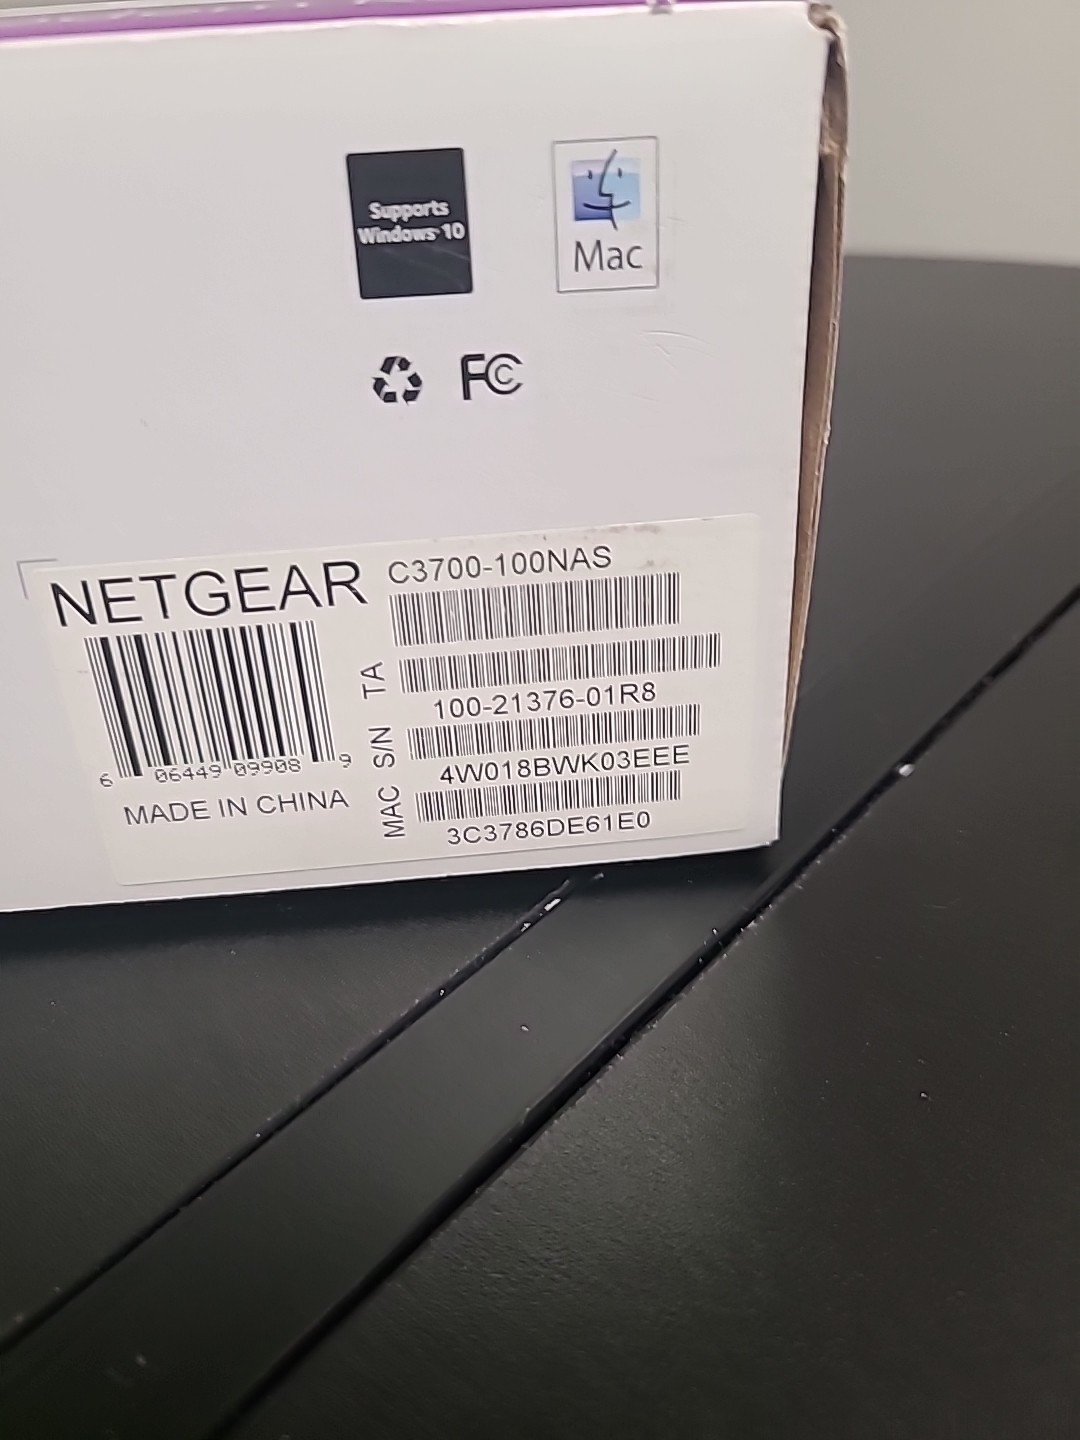 Supports
Windows 10
Mac
FC
NETGEAR
C3700-100NAS
6 06449 09908 9
MADE IN CHINA
TA
100-21376-01R8
S/N
4W018BWK03EEE
MAC
3C3786DE61E0